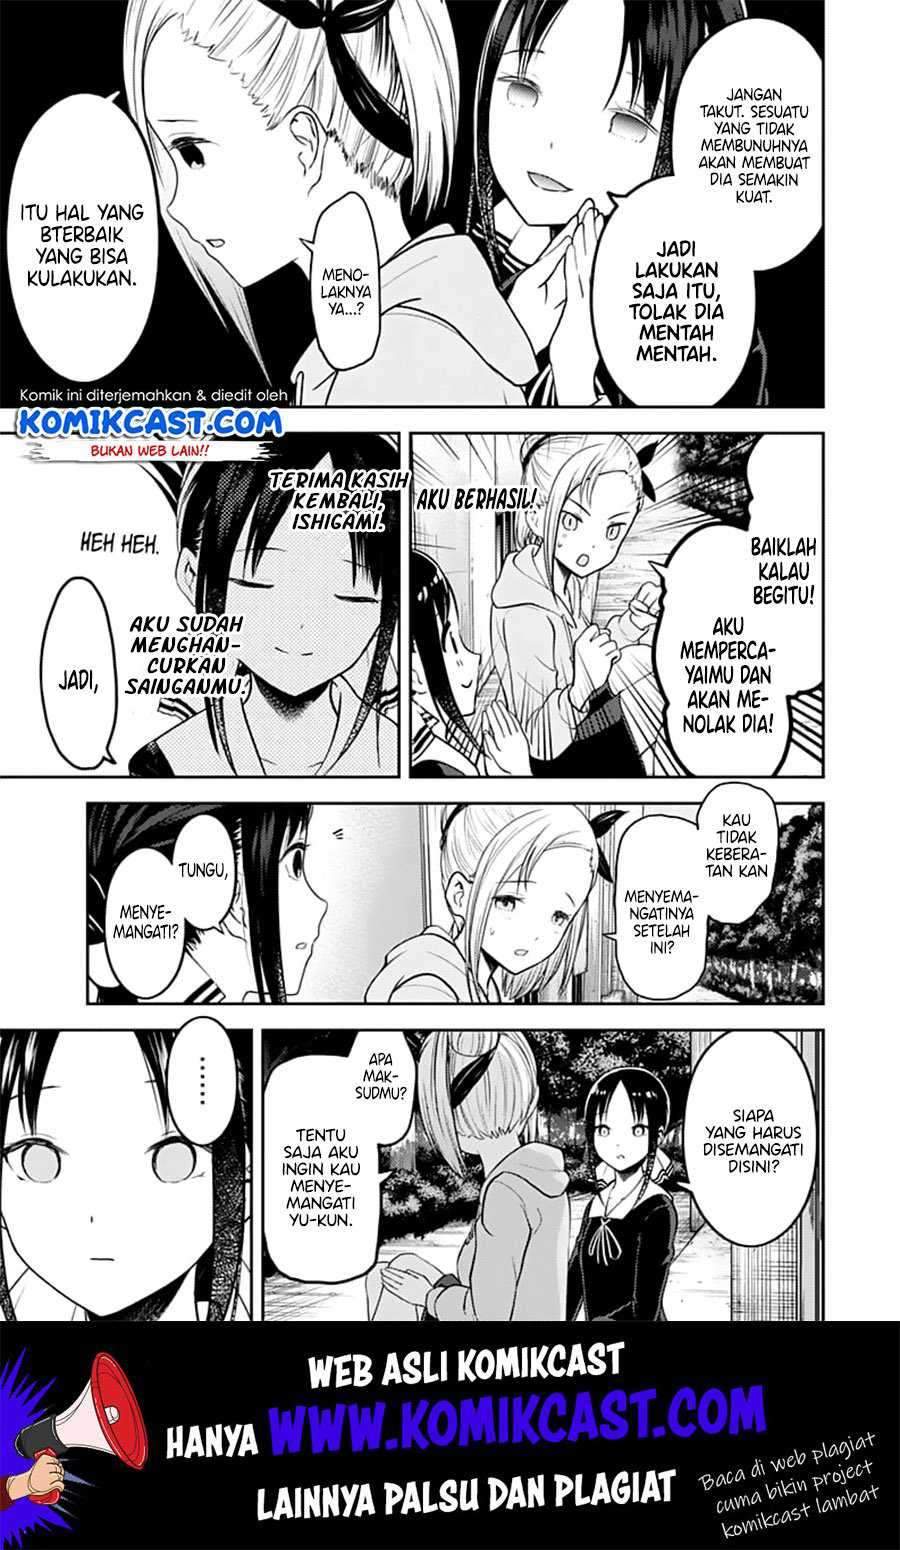 JANGAN
TAKUT. SESUATU
YANG TIDAK
MEMBUNUHNYA
AKAN MEMBUAT
DIA SEMAKIN
KUAT.
JADI
LAKUKAN
SAJA ITU,
TOLAK DIA
MENTAH
MENTAH.
MENO-
LAKNYA
YA...?
ITU HAL YANG
BTERBAIK
YANG BISA
KULAKUKAN.
Komik ini diterjemahkan & diedit oleh
KOMIKCAST.COM
BUKAN WEB LAIN!!
BAIKLAH
KALAU
BEGITU!
AKU
MEMPERCA-
YAIMU DAN
AKAN ME-
NOLAK DIA!
AKU BERHASIL!
TERIMA KASIH
KEMBALI,
ISHIGAMI.
AKU SUDAH
MENGHAN-
CURKAN
SAINGANMU.
HEH HEH.
JADI,
KAU
TIDAK
KEBERA-
TAN KAN
MENYEMA-
NGATINYA
SETELAH
INI?
TUNGU,
MENYE-
MANGATI?
SIAPA
YANG HARUS
DISEMANGATI
DISINI?
APA
MAK-
SUDMU?
TENTU
SAJA AKU
INGIN KAU
MENYE-
MANGATI
YU-KUN.
......
WEB ASLI KOMIKCAST
HANYA WWW.KOMIKCAST.COM
LAINNYA PALSU DAN PLAGIAT
Baca di web plagiat
cuma bikin project
komikcast lambat